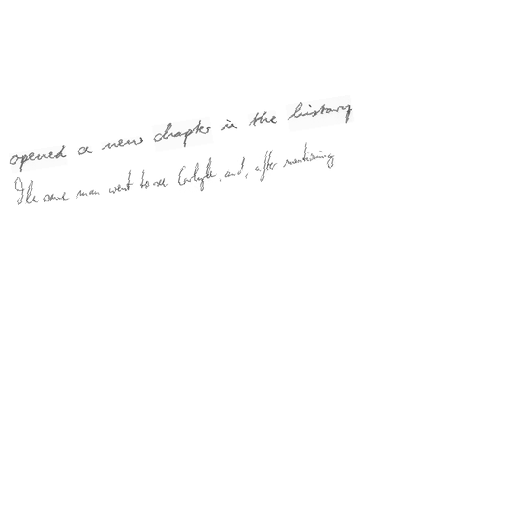 opened a new chapter in the history
The same man went to see Carlyle, and, after mentioning